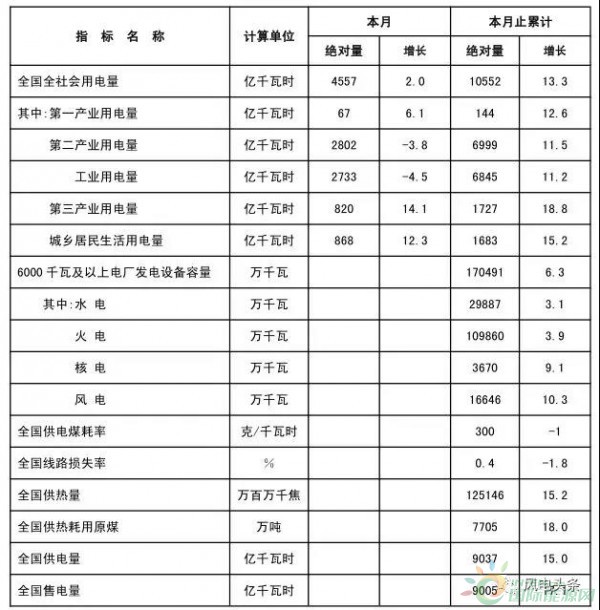 指 标 名 称 计算单位 本月 本月止累计
绝对量 增长 绝对量 增长
全国全社会用电量 亿千瓦时 4557 2.0 10552 13.3
其中:第一产业用电量 亿千瓦时 67 6.1 144 12.6
第二产业用电量 亿千瓦时 2802 -3.8 6999 11.5
工业用电量 亿千瓦时 2733 -4.5 6845 11.2
第三产业用电量 亿千瓦时 820 14.1 1727 18.8
城乡居民生活用电量 亿千瓦时 868 12.3 1683 15.2
6000 千瓦及以上电厂发电设备容量 万千瓦 170491 6.3
其中:水 电 万千瓦 29887 3.1
火 电 万千瓦 109860 3.9
核 电 万千瓦 3670 9.1
风 电 万千瓦 16646 10.3
全国供电煤耗率 克/千瓦时 300 -1
全国线路损失率 % 0.4 -1.8
全国供热量 万百万千焦 125146 15.2
全国供热耗用原煤 万吨 7705 18.0
全国供电量 亿千瓦时 9037 15.0
全国售电量 亿千瓦时 9005
风电头条
国际能源网